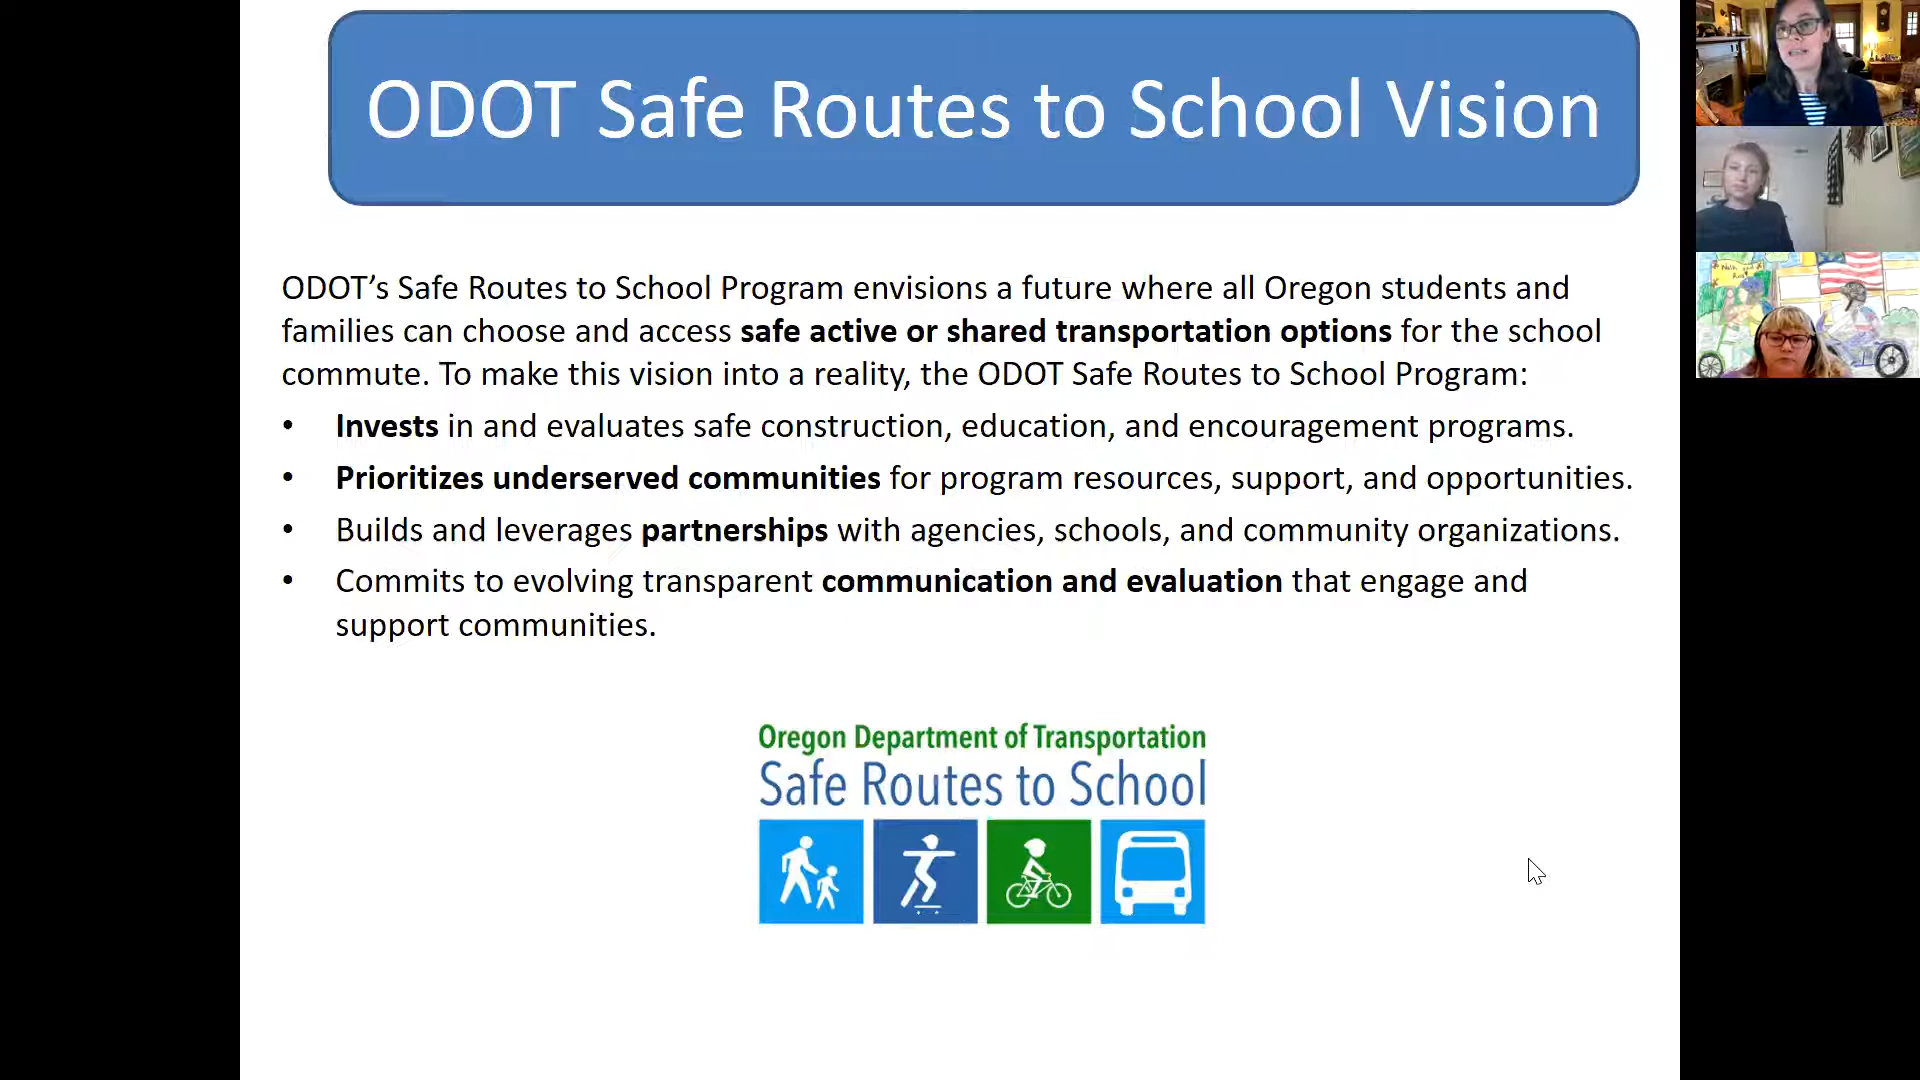 ODOT Safe Routes to School Vision
ODOT’s Safe Routes to School Program envisions a future where all Oregon students and
families can choose and access safe active or shared transportation options for the school
commute. To make this vision into a reality, the ODOT Safe Routes to School Program:
• Invests in and evaluates safe construction, education, and encouragement programs.
• Prioritizes underserved communities for program resources, support, and opportunities.
• Builds and leverages partnerships with agencies, schools, and community organizations.
• Commits to evolving transparent communication and evaluation that engage and
support communities.
Oregon Department of Transportation
Safe Routes to School